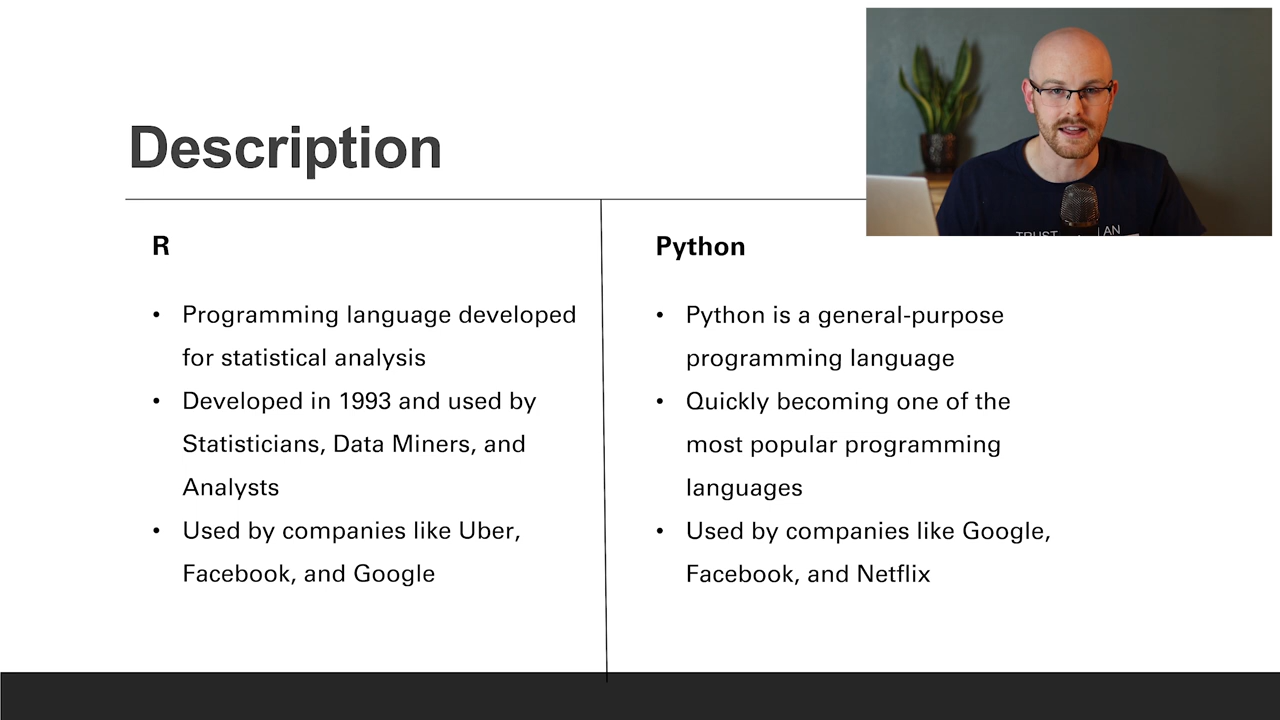 Description
R
• Programming language developed
for statistical analysis
• Developed in 1993 and used by
Statisticians, Data Miners, and
Analysts
• Used by companies like Uber,
Facebook, and Google
Python
• Python is a general-purpose
programming language
• Quickly becoming one of the
most popular programming
languages
• Used by companies like Google,
Facebook, and Netflix
TRUST AN